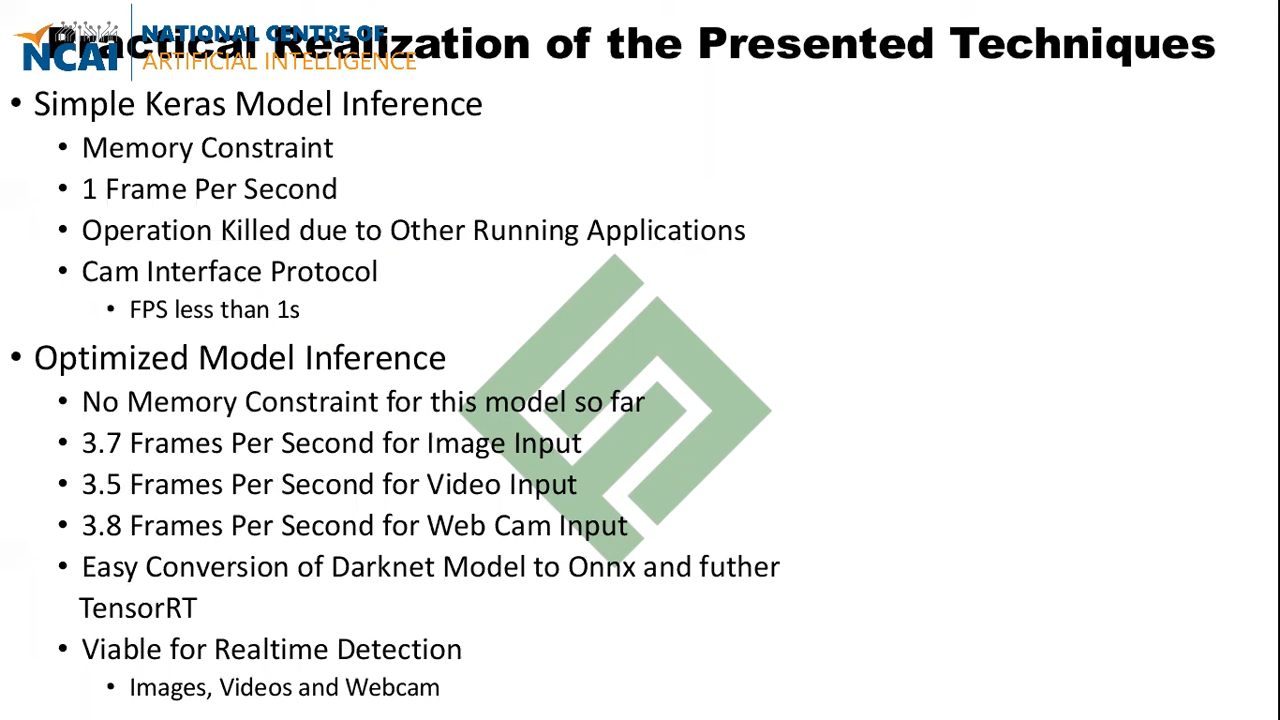 Practical Realization of the Presented Techniques
NCAI
NATIONAL CENTRE OF
ARTIFICIAL INTELLIGENCE
• Simple Keras Model Inference
• Memory Constraint
• 1 Frame Per Second
• Operation Killed due to Other Running Applications
• Cam Interface Protocol
• FPS less than 1s
• Optimized Model Inference
• No Memory Constraint for this model so far
• 3.7 Frames Per Second for Image Input
• 3.5 Frames Per Second for Video Input
• 3.8 Frames Per Second for Web Cam Input
• Easy Conversion of Darknet Model to Onnx and futher
TensorRT
• Viable for Realtime Detection
• Images, Videos and Webcam